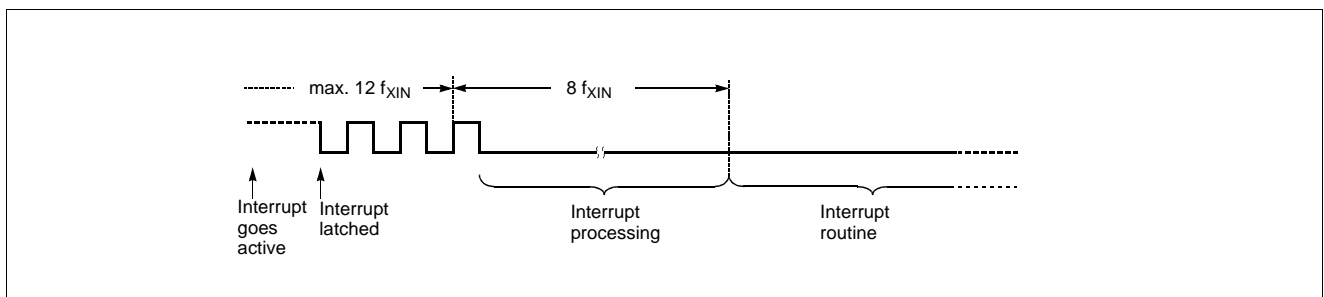 max. 12 fXIN
8 fXIN
Interrupt
goes
active
Interrupt
latched
Interrupt
processing
Interrupt
routine